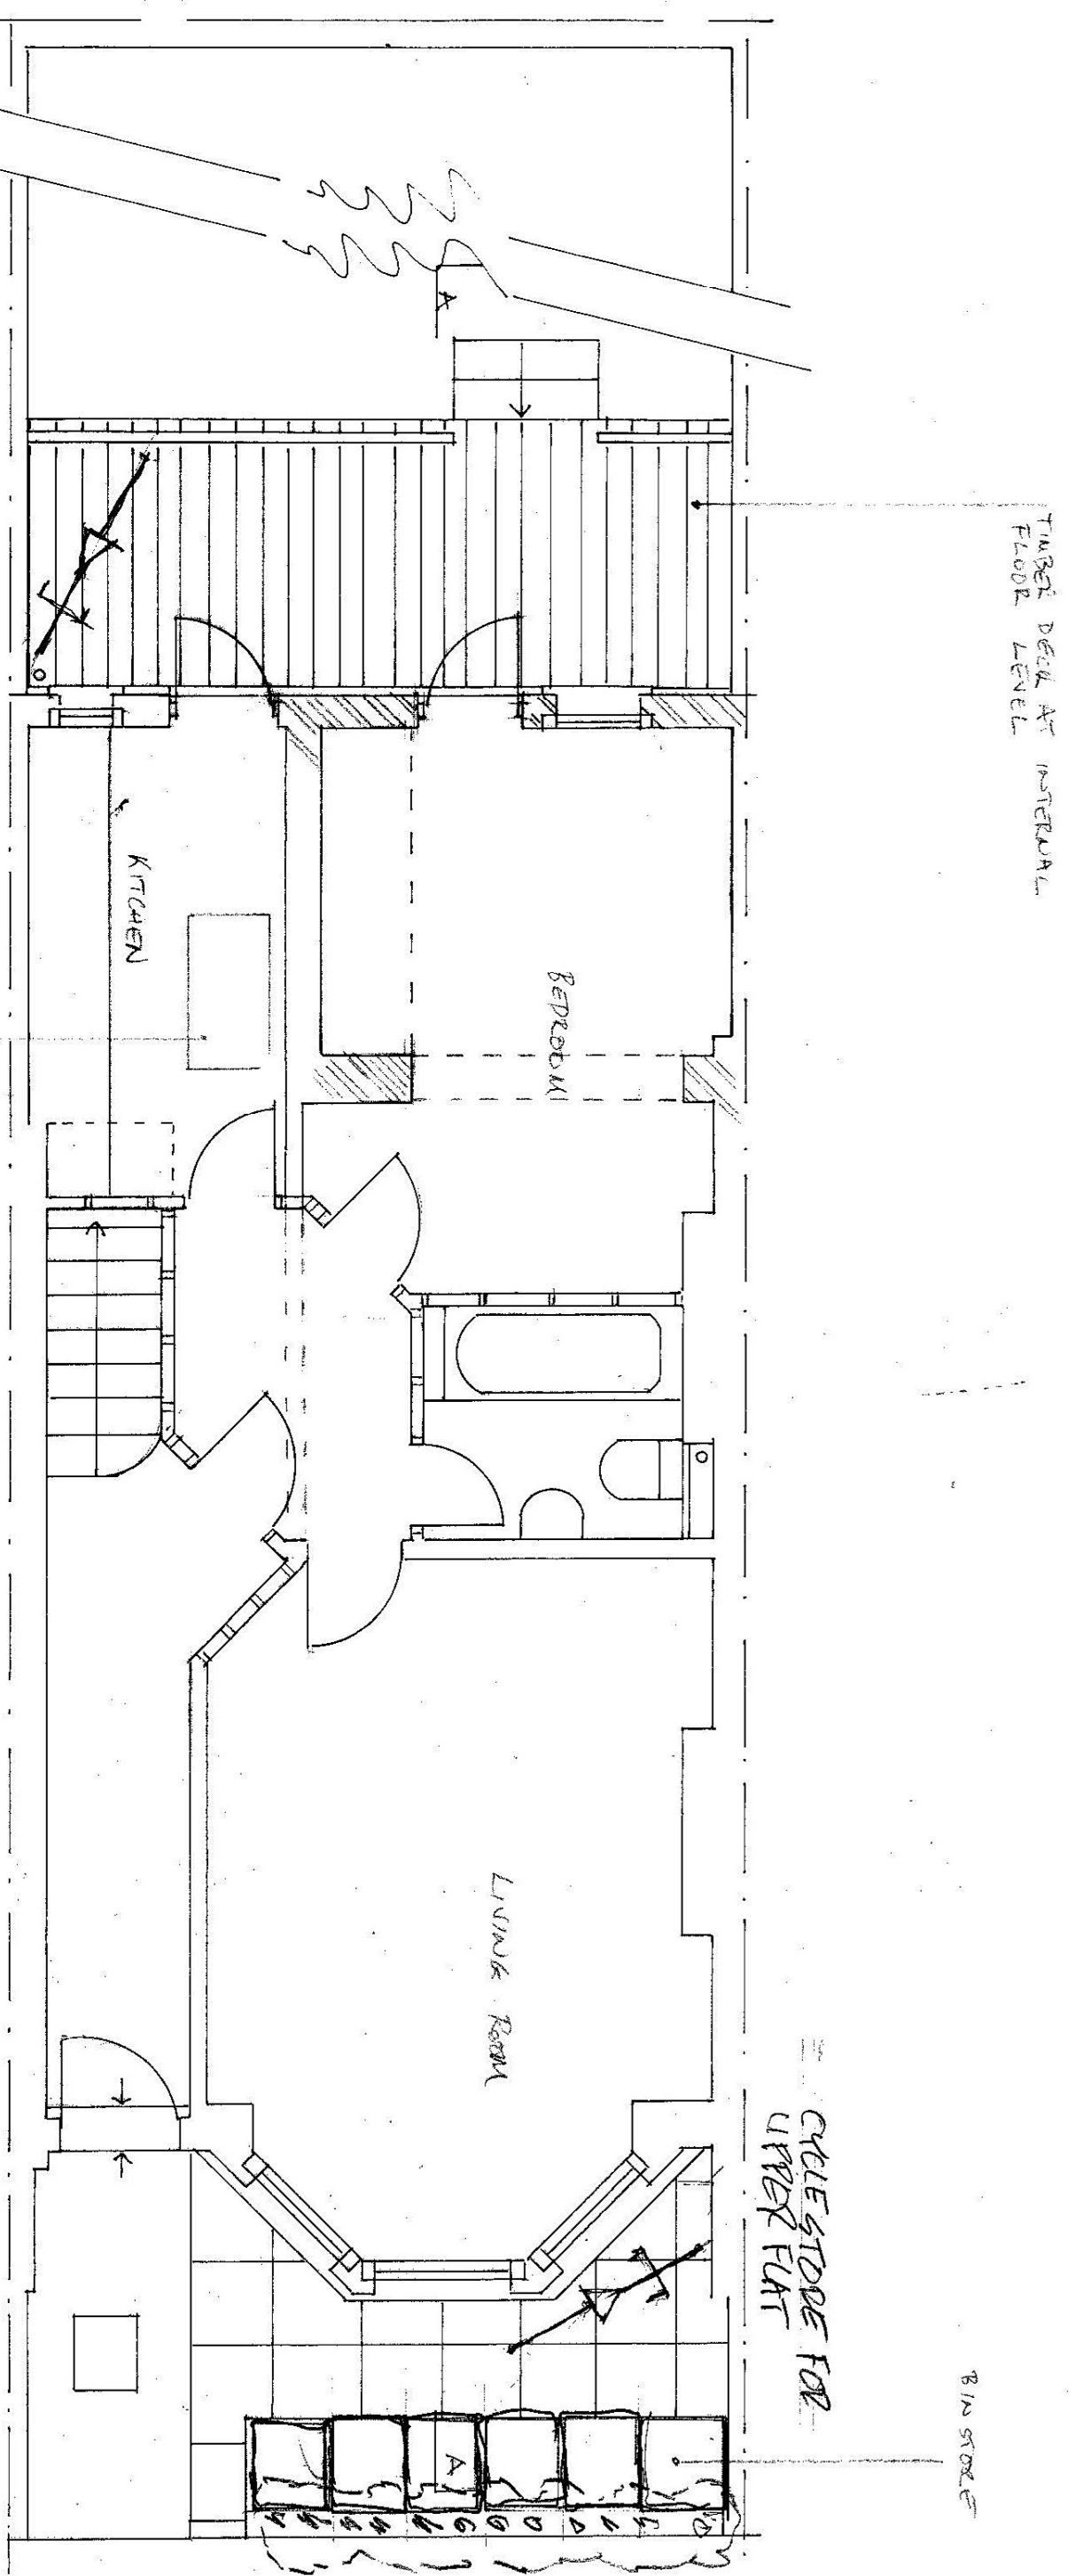 TIMBER DECK AT INTERNAL
FLOOR LEVEL
A
KITCHEN
BEDROOM
LIVING ROOM
CYCLE STORE FOR
UPPER FLAT
BIN STORE
A